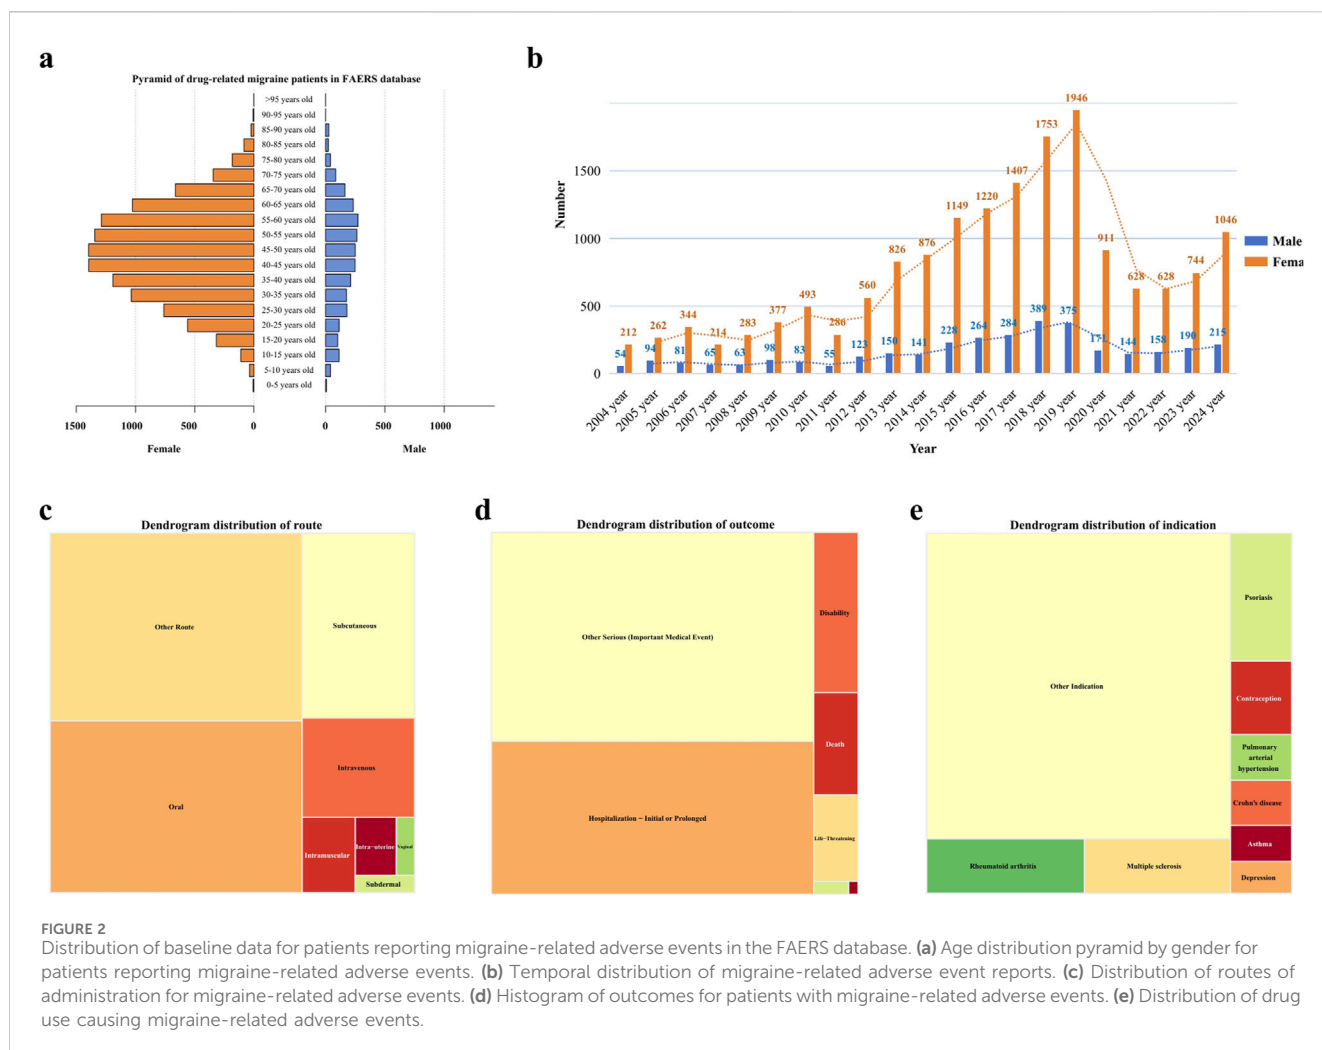 a
Pyramid of drug-related migraine patients in FAERS database
>95 years old
90-95 years old
85-90 years old
80-85 years old
75-80 years old
70-75 years old
65-70 years old
60-65 years old
55-60 years old
50-55 years old
45-50 years old
40-45 years old
35-40 years old
30-35 years old
25-30 years old
20-25 years old
15-20 years old
10-15 years old
5-10 years old
0-5 years old
1500 1000 500 0 0 500 1000
Female Male
b
Number
1500
1000
500
0
212 262 344 214 283 377 493 286 560 826 876 1149 1220 1407 1753 1946 911 628 628 744 1046
54 94 81 65 63 98 83 55 123 150 141 228 264 284 389 375 171 144 158 190 215
2004 year 2005 year 2006 year 2007 year 2008 year 2009 year 2010 year 2011 year 2012 year 2013 year 2014 year 2015 year 2016 year 2017 year 2018 year 2019 year 2020 year 2021 year 2022 year 2023 year 2024 year
Year
Male
Fema
c
Dendrogram distribution of route
Other Route
Subcutaneous
Oral
Intravenous
Intramuscular
Intra-uterine
Vaginal
Subdermal
d
Dendrogram distribution of outcome
Other Serious (Important Medical Event)
Disability
Death
Hospitalization - Initial or Prolonged
Life-Threatening
e
Dendrogram distribution of indication
Other Indication
Psoriasis
Contraception
Pulmonary
arterial
hypertension
Crohn's disease
Asthma
Depression
Rheumatoid arthritis
Multiple sclerosis
FIGURE 2
Distribution of baseline data for patients reporting migraine-related adverse events in the FAERS database. (a) Age distribution pyramid by gender for
patients reporting migraine-related adverse events. (b) Temporal distribution of migraine-related adverse event reports. (c) Distribution of routes of
administration for migraine-related adverse events. (d) Histogram of outcomes for patients with migraine-related adverse events. (e) Distribution of drug
use causing migraine-related adverse events.